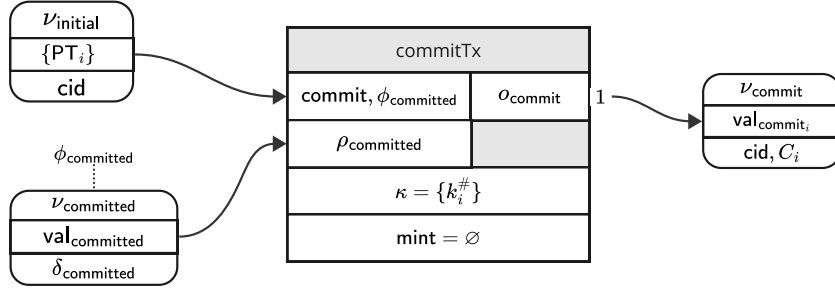 ν_initial
{PT_i}
cid
φ_committed
ν_committed
val_committed
δ_committed
commitTx
commit, φ_committed
o_commit
1
ρ_committed
κ = {k_i^#}
mint = ∅
ν_commit
val_commit_i
cid, C_i